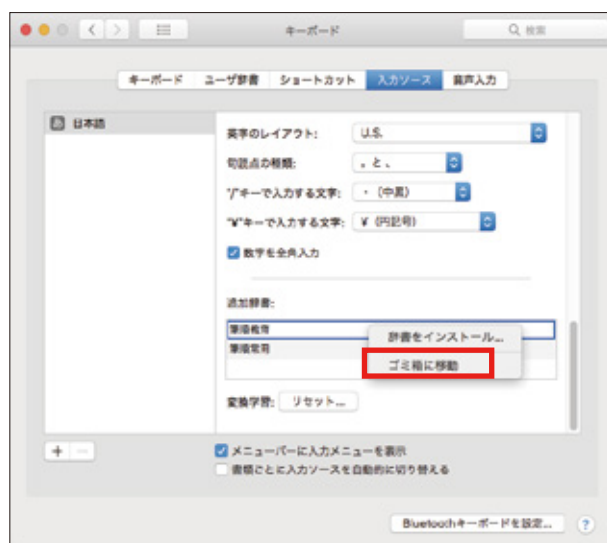 キーボード
検索
キーボード ユーザ辞書 ショートカット 入力ソース 音声入力
日本語
英字のレイアウト: U.S.
句読点の種類: 。と、
"/"キーで入力する文字: ・ (中黒)
"¥"キーで入力する文字: ¥ (円記号)
数字を全角入力
追加辞書:
筆順教育
筆順常用
辞書をインストール...
ゴミ箱に移動
変換学習: リセット...
+ −
メニューバーに入力メニューを表示
書類ごとに入力ソースを自動的に切り替える
Bluetoothキーボードを設定... ?